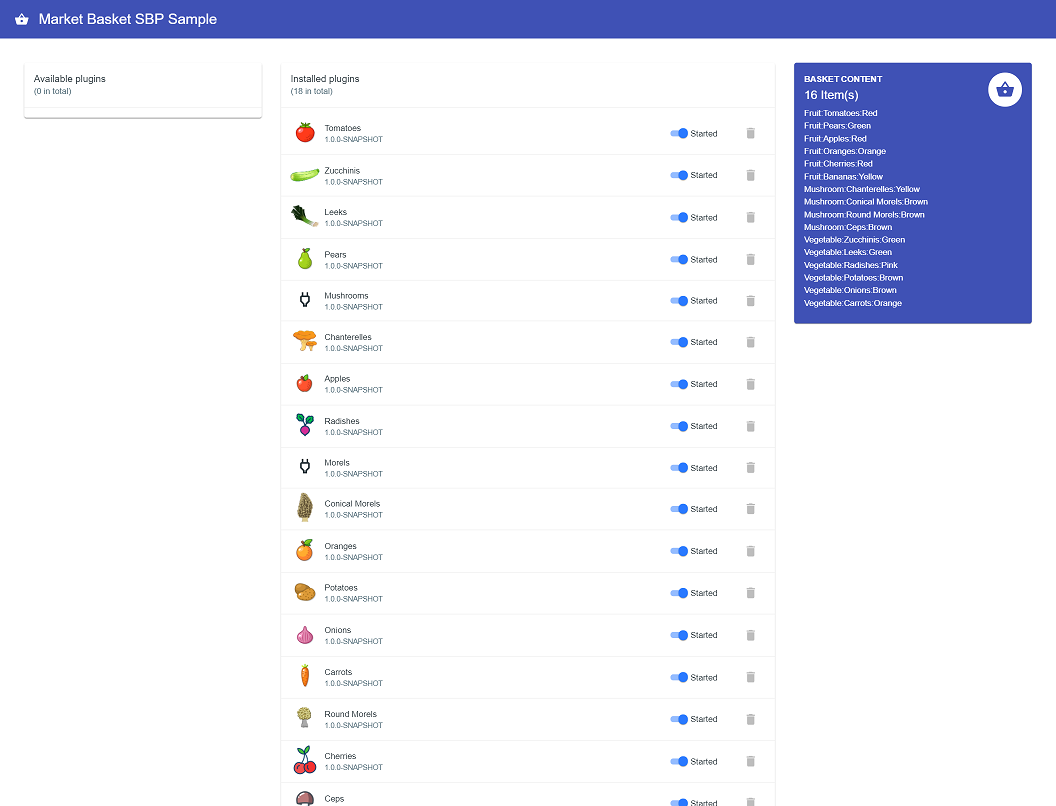 Market Basket SBP Sample
Available plugins
(0 in total)
Installed plugins
(18 in total)
Tomatoes
1.0.0-SNAPSHOT
Started
Zucchinis
1.0.0-SNAPSHOT
Started
Leeks
1.0.0-SNAPSHOT
Started
Pears
1.0.0-SNAPSHOT
Started
Mushrooms
1.0.0-SNAPSHOT
Started
Chanterelles
1.0.0-SNAPSHOT
Started
Apples
1.0.0-SNAPSHOT
Started
Radishes
1.0.0-SNAPSHOT
Started
Morels
1.0.0-SNAPSHOT
Started
Conical Morels
1.0.0-SNAPSHOT
Started
Oranges
1.0.0-SNAPSHOT
Started
Potatoes
1.0.0-SNAPSHOT
Started
Onions
1.0.0-SNAPSHOT
Started
Carrots
1.0.0-SNAPSHOT
Started
Round Morels
1.0.0-SNAPSHOT
Started
Cherries
1.0.0-SNAPSHOT
Started
Ceps
Started
BASKET CONTENT
16 Item(s)
Fruit:Tomatoes:Red
Fruit:Pears:Green
Fruit:Apples:Red
Fruit:Oranges:Orange
Fruit:Cherries:Red
Fruit:Bananas:Yellow
Mushroom:Chanterelles:Yellow
Mushroom:Conical Morels:Brown
Mushroom:Round Morels:Brown
Mushroom:Ceps:Brown
Vegetable:Zucchinis:Green
Vegetable:Leeks:Green
Vegetable:Radishes:Pink
Vegetable:Potatoes:Brown
Vegetable:Onions:Brown
Vegetable:Carrots:Orange